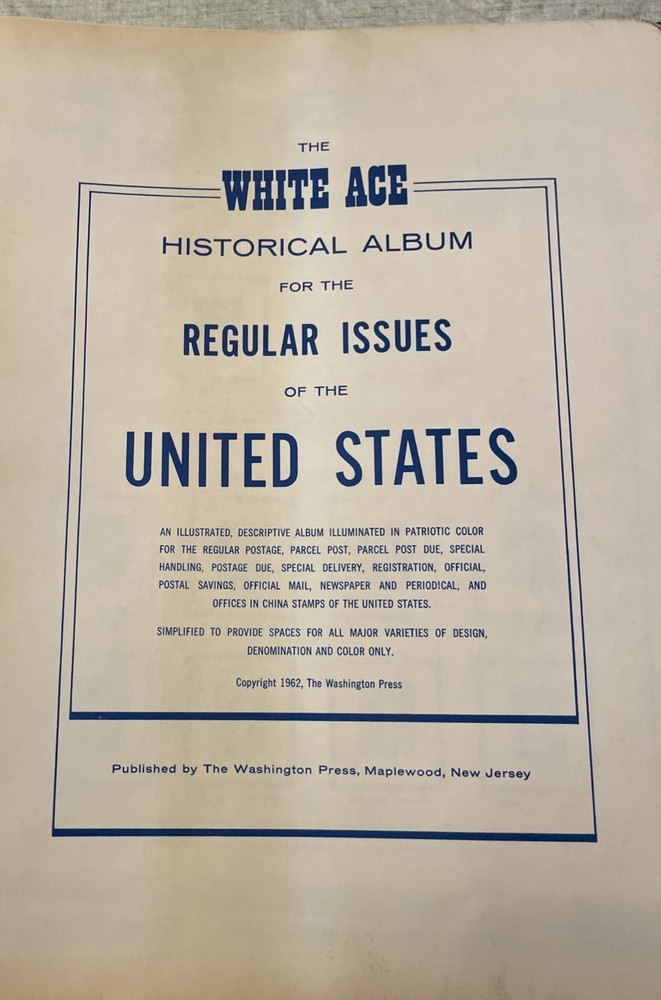 THE
WHITE ACE
HISTORICAL ALBUM
FOR THE
REGULAR ISSUES
OF THE
UNITED STATES
AN ILLUSTRATED, DESCRIPTIVE ALBUM ILLUMINATED IN PATRIOTIC COLOR
FOR THE REGULAR POSTAGE, PARCEL POST, PARCEL POST DUE, SPECIAL
HANDLING, POSTAGE DUE, SPECIAL DELIVERY, REGISTRATION, OFFICIAL,
POSTAL SAVINGS, OFFICIAL MAIL, NEWSPAPER AND PERIODICAL, AND
OFFICES IN CHINA STAMPS OF THE UNITED STATES.
SIMPLIFIED TO PROVIDE SPACES FOR ALL MAJOR VARIETIES OF DESIGN,
DENOMINATION AND COLOR ONLY.
Copyright 1962, The Washington Press
Published by The Washington Press, Maplewood, New Jersey